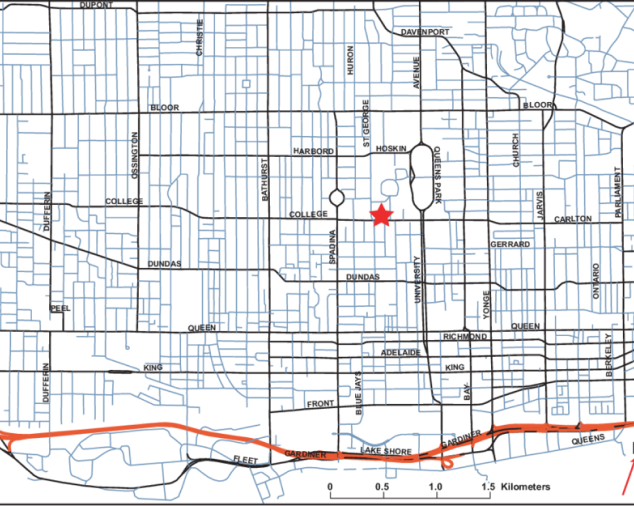 DUPONT
CHRISTIE
DAVENPORT
HURON
AVENUE
BLOOR
BLOOR
ST GEORGE
OSSINGTON
HARBORD
HOSKIN
CHURCH
BATHURST
QUEENS PARK
DUFFERIN
COLLEGE
COLLEGE
JARVIS
PARLIAMENT
CARLTON
SPADINA
GERRARD
DUNDAS
DUNDAS
UNIVERSITY
ONTARIO
YONGE
PEEL
QUEEN
QUEEN
RICHMOND
ADELAIDE
BERKELEY
KING
KING
DUFFERIN
BLUE JAYS
BAY
FRONT
GARDINER
QUEENS
LAKE SHORE
GARDINER
FLEET
0 0.5 1.0 1.5 Kilometers